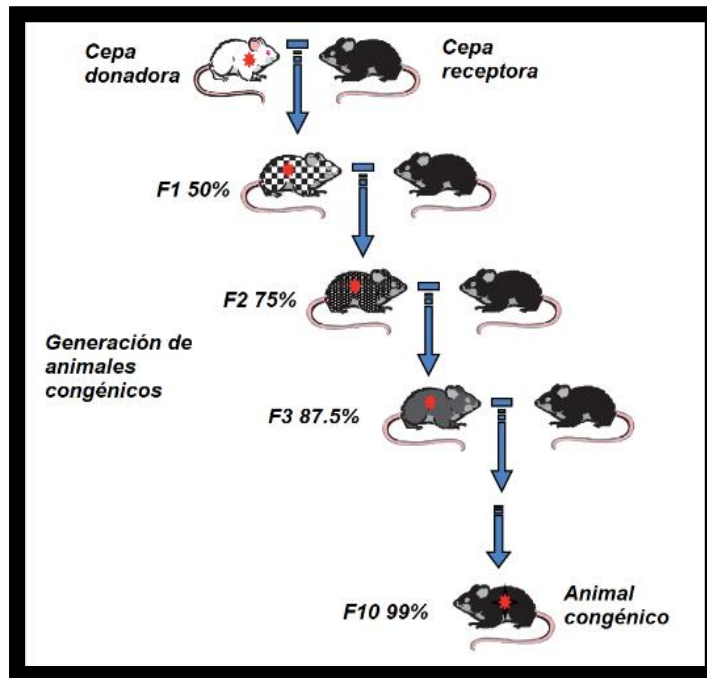 Cepa
donadora
Cepa
receptora
F1 50%
F2 75%
Generación de
animales
congénicos
F3 87.5%
F10 99%
Animal
congénico